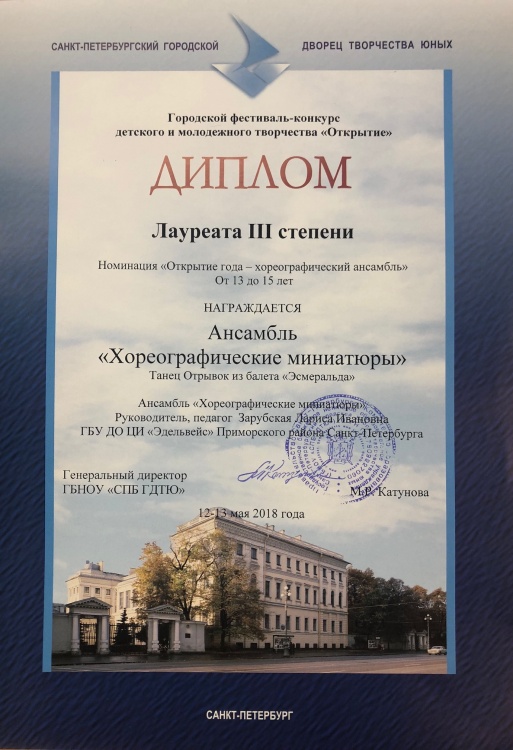 САНКТ-ПЕТЕРБУРГСКИЙ ГОРОДСКОЙ ДВОРЕЦ ТВОРЧЕСТВА ЮНЫХ
Городской фестиваль-конкурс
детского и молодежного творчества «Открытие»
ДИПЛОМ
Лауреата III степени
Номинация «Открытие года – хореографический ансамбль»
От 13 до 15 лет
НАГРАЖДАЕТСЯ
Ансамбль
«Хореографические миниатюры»
Танец Отрывок из балета «Эсмеральда»
Ансамбль «Хореографические миниатюры»
Руководитель, педагог Зарубская Лариса Ивановна
ГБУ ДО ЦИ «Эдельвейс» Приморского района Санкт-Петербурга
Генеральный директор
ГБНОУ «СПБ ГДТЮ» М.Р. Катунова
12-13 мая 2018 года
САНКТ-ПЕТЕРБУРГ